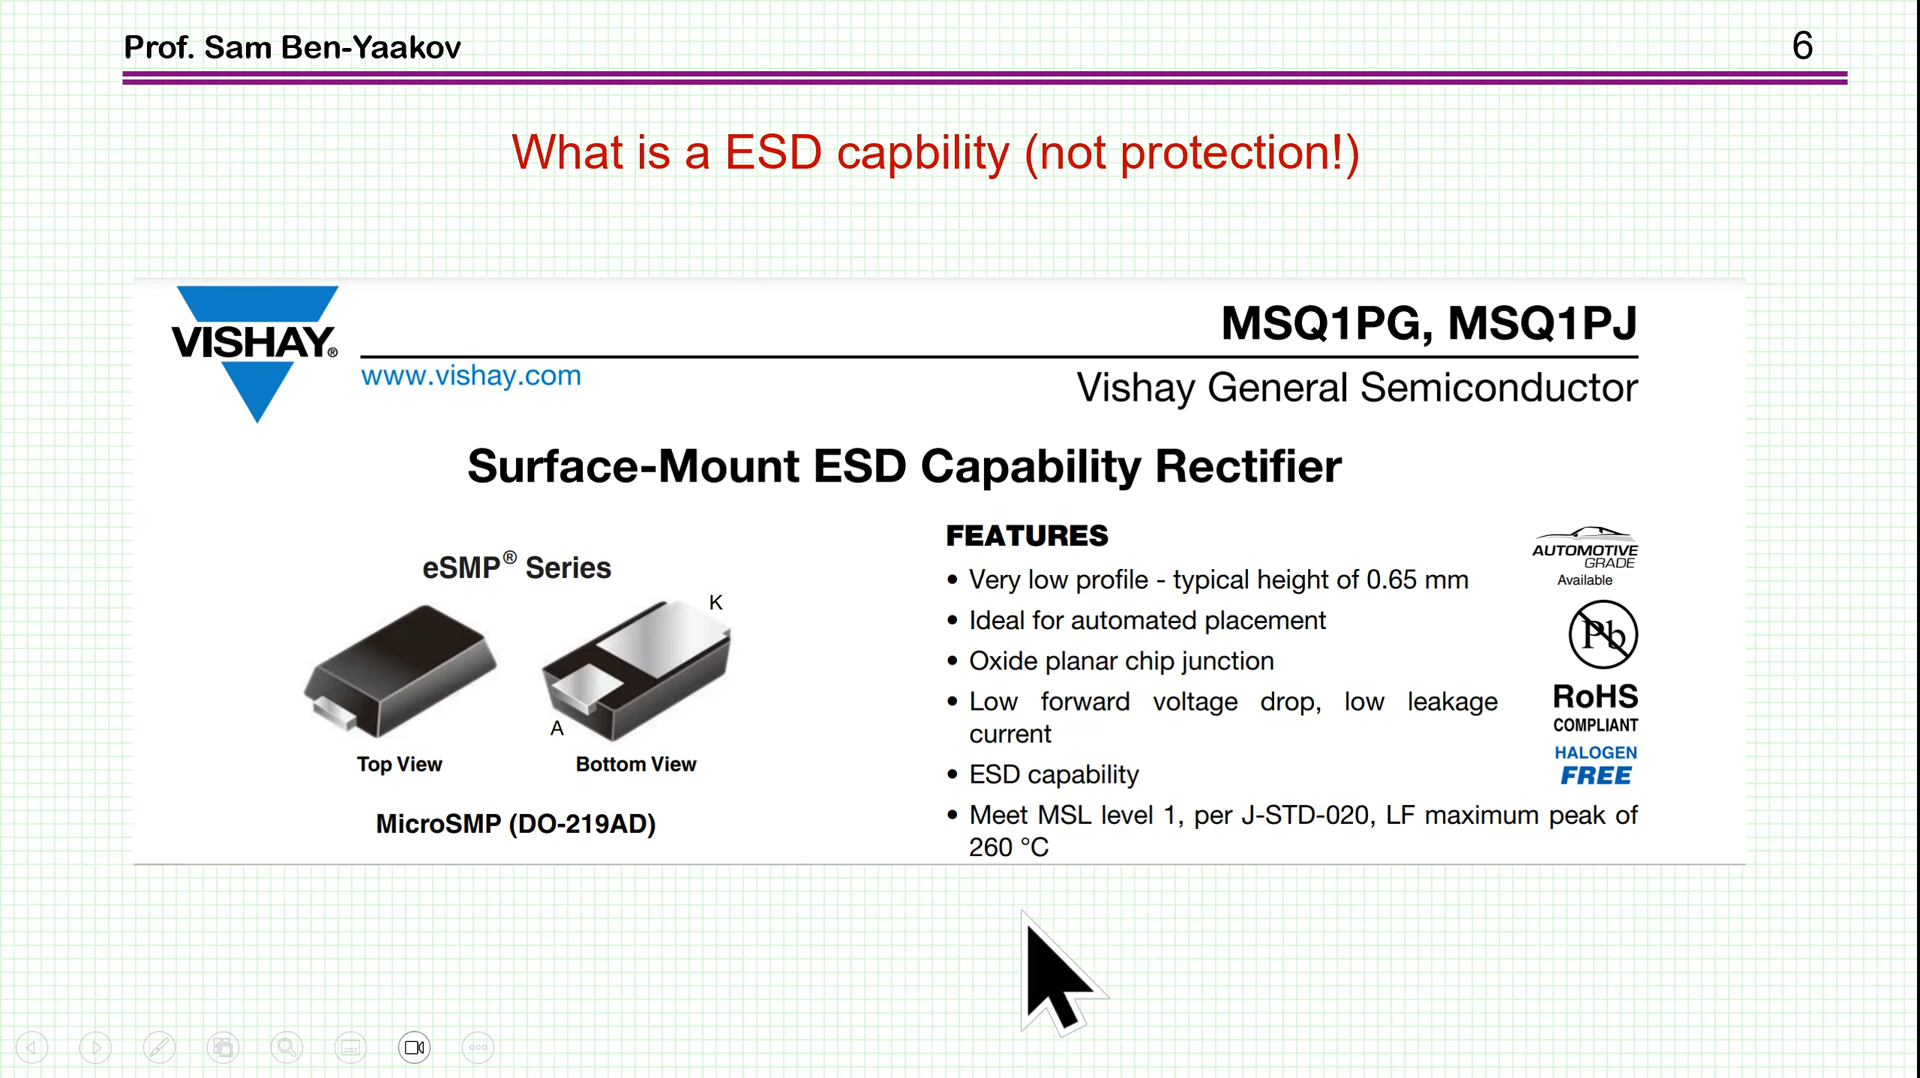 Prof. Sam Ben-Yaakov
6
What is a ESD capbility (not protection!)
VISHAY®
www.vishay.com
MSQ1PG, MSQ1PJ
Vishay General Semiconductor
Surface-Mount ESD Capability Rectifier
eSMP® Series
K
A
Top View
Bottom View
MicroSMP (DO-219AD)
FEATURES
• Very low profile - typical height of 0.65 mm
• Ideal for automated placement
• Oxide planar chip junction
• Low forward voltage drop, low leakage
current
• ESD capability
• Meet MSL level 1, per J-STD-020, LF maximum peak of
260 °C
AUTOMOTIVE
GRADE
Available
Pb
RoHS
COMPLIANT
HALOGEN
FREE